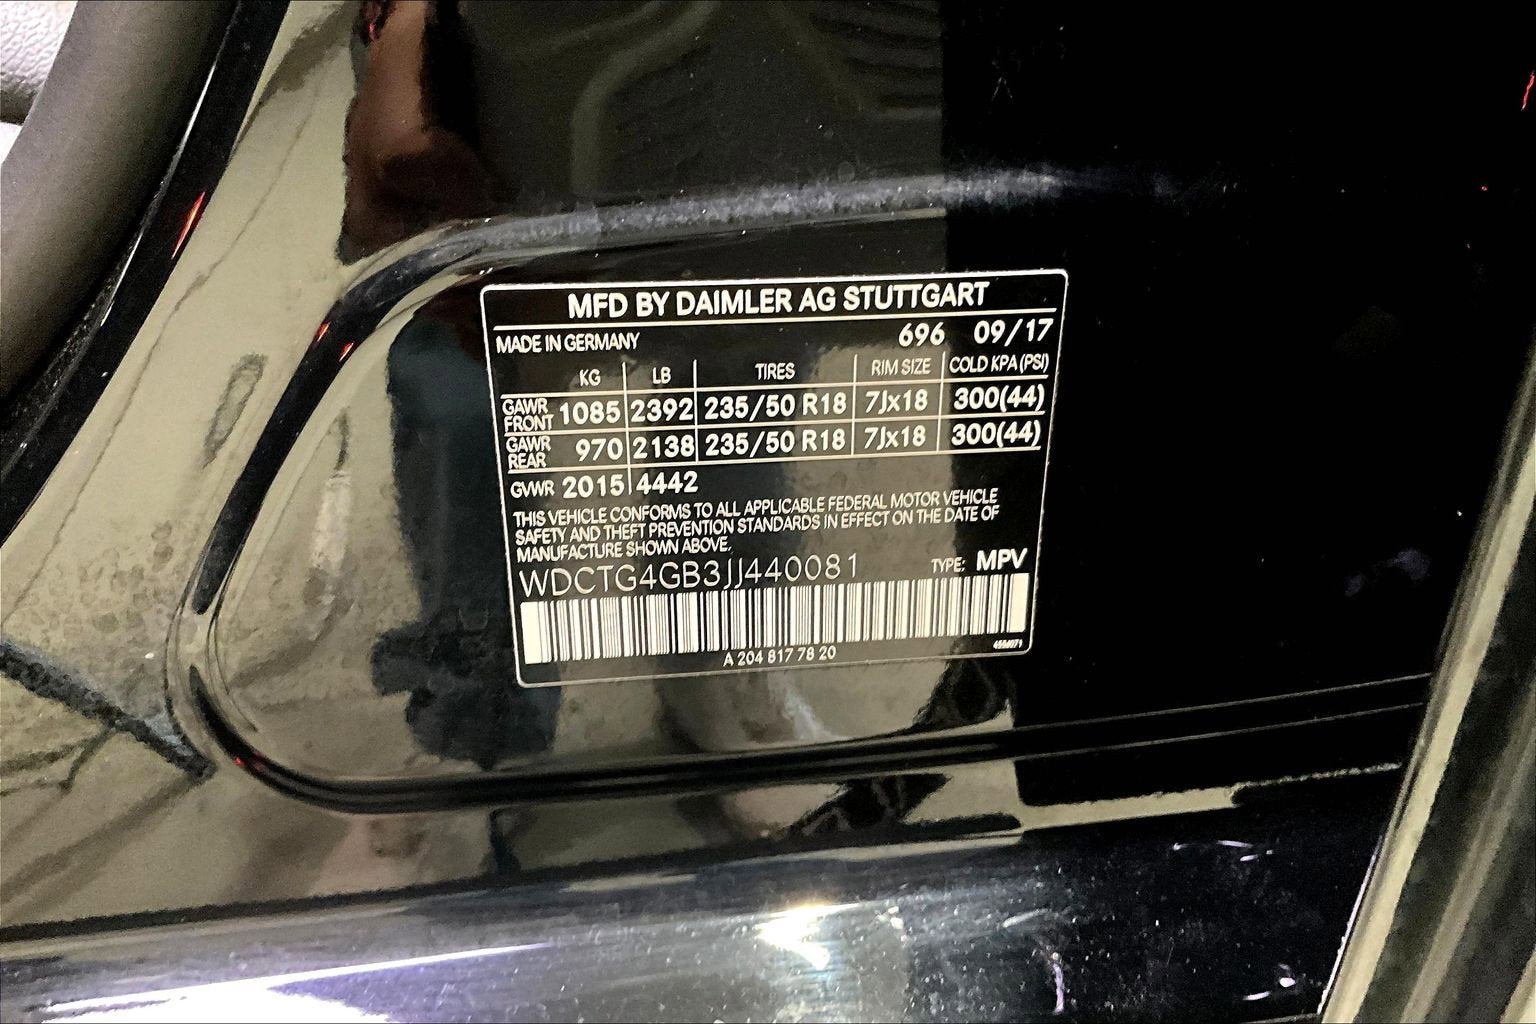 MFD BY DAIMLER AG STUTTGART
MADE IN GERMANY 696 09/17
KG LB TIRES RIM SIZE COLD KPA (PSI)
GAWR FRONT 1085 2392 235/50 R18 7Jx18 300(44)
GAWR REAR 970 2138 235/50 R18 7Jx18 300(44)
GVWR 2015 4442
THIS VEHICLE CONFORMS TO ALL APPLICABLE FEDERAL MOTOR VEHICLE
SAFETY AND THEFT PREVENTION STANDARDS IN EFFECT ON THE DATE OF
MANUFACTURE SHOWN ABOVE.
WDCTG4GB3JJ440081 TYPE: MPV
A 204 817 78 20